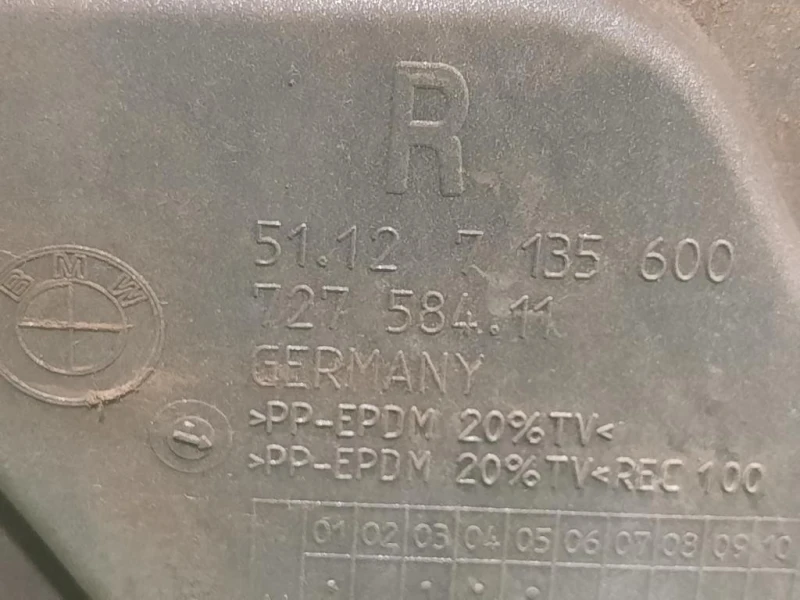 R
51.12 7 135 600
BMW
727 584.11
GERMANY
>PP-EPDM 20%TV<
>PP-EPDM 20%TV<REC 100
01 02 03 04 05 06 07 08 09 10